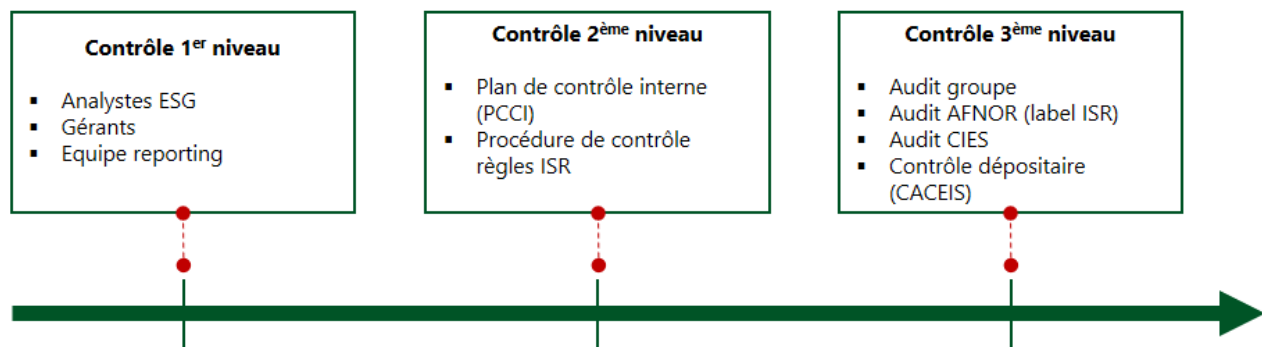 Contrôle 1er niveau
▪ Analystes ESG
▪ Gérants
▪ Equipe reporting
Contrôle 2ème niveau
▪ Plan de contrôle interne
(PCCI)
▪ Procédure de contrôle
règles ISR
Contrôle 3ème niveau
▪ Audit groupe
▪ Audit AFNOR (label ISR)
▪ Audit CIES
▪ Contrôle dépositaire
(CACEIS)